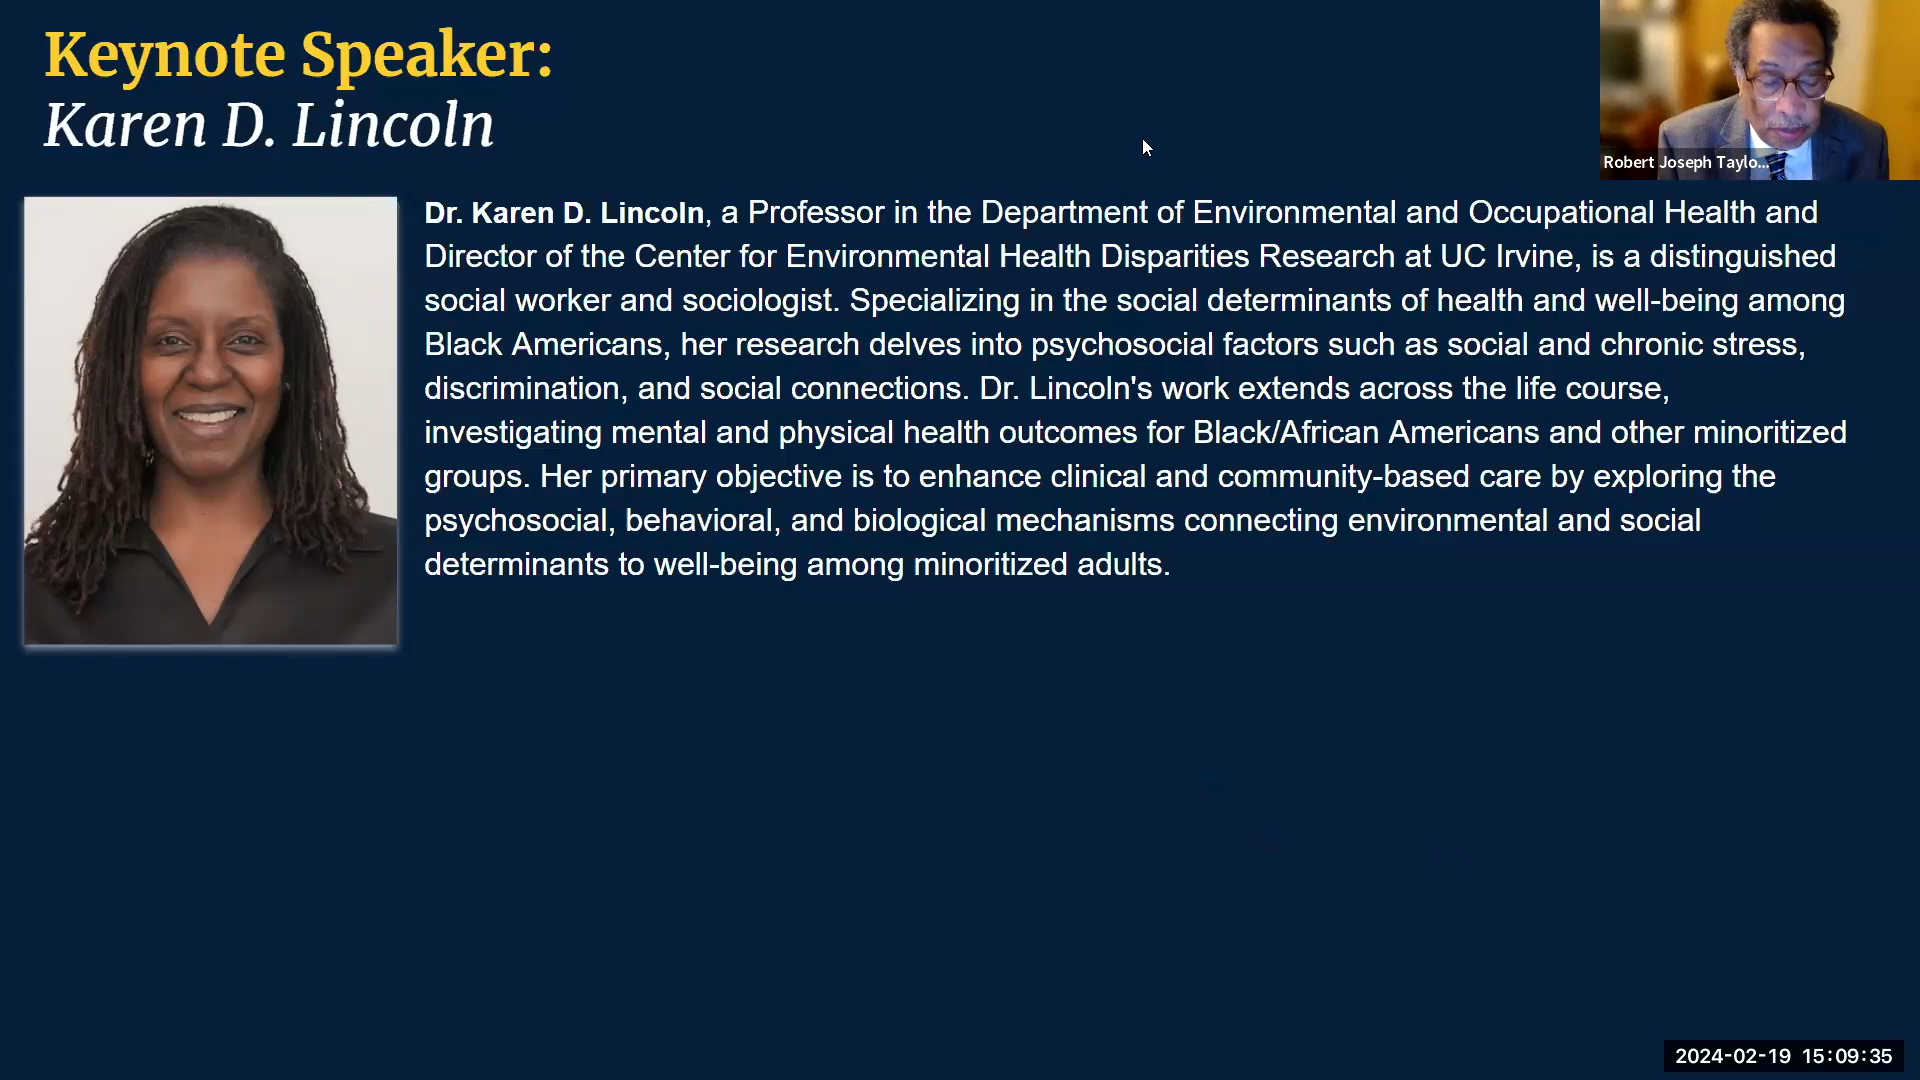 Keynote Speaker:
Karen D. Lincoln
Robert Joseph Taylo...
Dr. Karen D. Lincoln, a Professor in the Department of Environmental and Occupational Health and
Director of the Center for Environmental Health Disparities Research at UC Irvine, is a distinguished
social worker and sociologist. Specializing in the social determinants of health and well-being among
Black Americans, her research delves into psychosocial factors such as social and chronic stress,
discrimination, and social connections. Dr. Lincoln's work extends across the life course,
investigating mental and physical health outcomes for Black/African Americans and other minoritized
groups. Her primary objective is to enhance clinical and community-based care by exploring the
psychosocial, behavioral, and biological mechanisms connecting environmental and social
determinants to well-being among minoritized adults.
2024-02-19 15:09:35